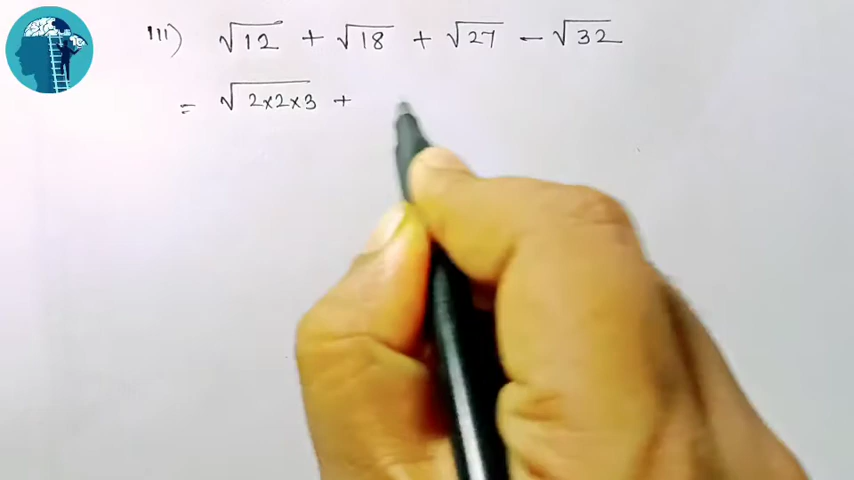 III) √12 + √18 + √27 − √32
= √2×2×3 +